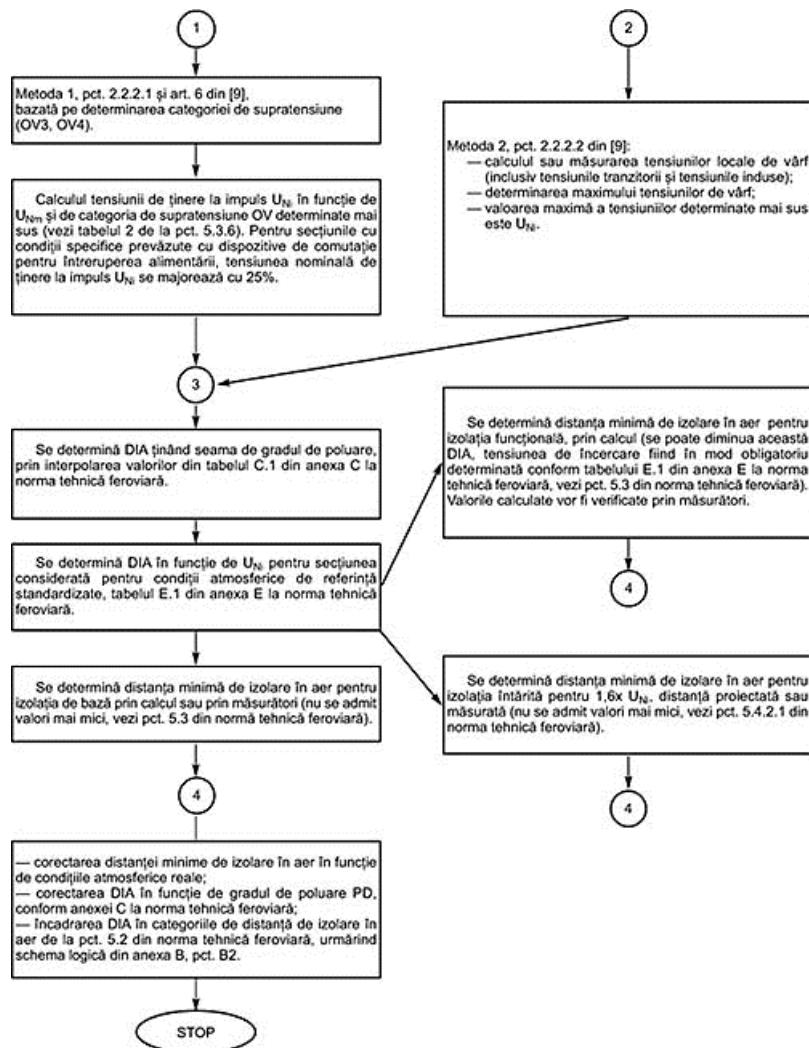 1
Metoda 1, pct. 2.2.2.1 și art. 6 din [9],
bazată pe determinarea categoriei de supratensiune
(OV3, OV4).
Calculul tensiunii de ținere la impuls U_Ni în funcție de
U_Nm și de categoria de supratensiune OV determinate mai
sus (vezi tabelul 2 de la pct. 5.3.6). Pentru secțiunile cu
condiții specifice prevăzute cu dispozitive de comutație
pentru întreruperea alimentării, tensiunea nominală de
ținere la impuls U_Ni se majorează cu 25%.
2
Metoda 2, pct. 2.2.2.2 din [9]:
— calculul sau măsurarea tensiunilor locale de vârf
(inclusiv tensiunile tranzitorii și tensiunile induse);
— determinarea maximului tensiunilor de vârf;
— valoarea maximă a tensiunilor determinate mai sus
este U_Ni.
3
Se determină DIA ținând seama de gradul de poluare,
prin interpolarea valorilor din tabelul C.1 din anexa C la
norma tehnică feroviară.
Se determină DIA în funcție de U_Ni pentru secțiunea
considerată pentru condiții atmosferice de referință
standardizate, tabelul E.1 din anexa E la norma tehnică
feroviară.
Se determină distanța minimă de izolare în aer pentru
izolația funcțională, prin calcul (se poate diminua această
DIA, tensiunea de încercare fiind în mod obligatoriu
determinată conform tabelului E.1 din anexa E la norma
tehnică feroviară, vezi pct. 5.3 din norma tehnică feroviară).
Valorile calculate vor fi verificate prin măsurători.
4
Se determină distanța minimă de izolare în aer pentru
izolația de bază prin calcul sau prin măsurători (nu se admit
valori mai mici, vezi pct. 5.3 din normă tehnică feroviară).
4
Se determină distanța minimă de izolare în aer pentru
izolația întărită pentru 1,6x U_Ni, distanță proiectată sau
măsurată (nu se admit valori mai mici, vezi pct. 5.4.2.1 din
norma tehnică feroviară).
4
— corectarea distanței minime de izolare în aer în funcție
de condițiile atmosferice reale;
— corectarea DIA în funcție de gradul de poluare PD,
conform anexei C la norma tehnică feroviară;
— încadrarea DIA în categoriile de distanță de izolare în
aer de la pct. 5.2 din norma tehnică feroviară, urmărind
schema logică din anexa B, pct. B2.
STOP